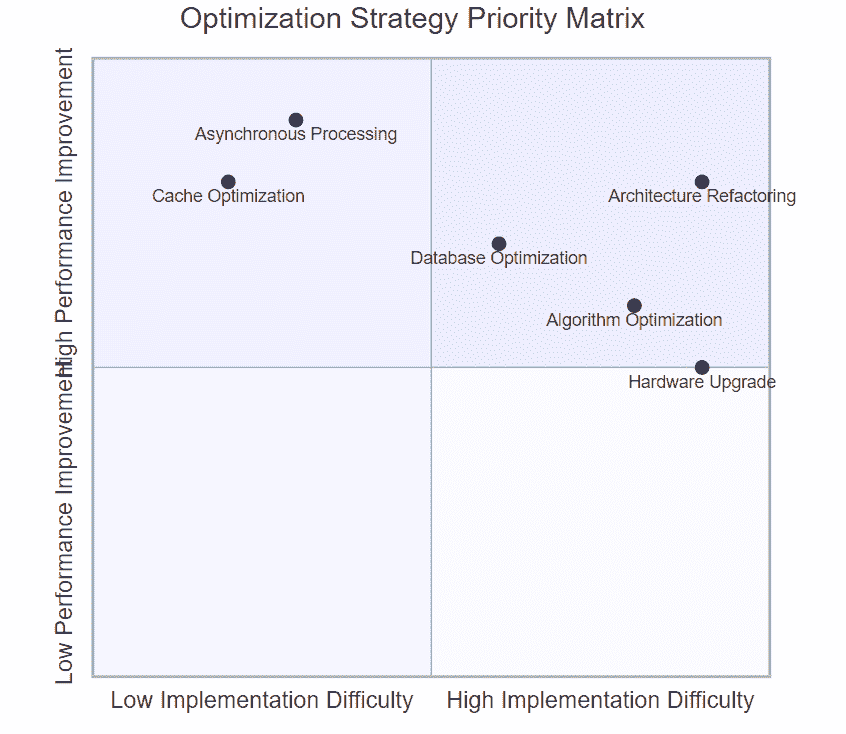 Optimization Strategy Priority Matrix
High Performance Improvement
Low Performance Improvement
Asynchronous Processing
Cache Optimization
Architecture Refactoring
Database Optimization
Algorithm Optimization
Hardware Upgrade
Low Implementation Difficulty
High Implementation Difficulty